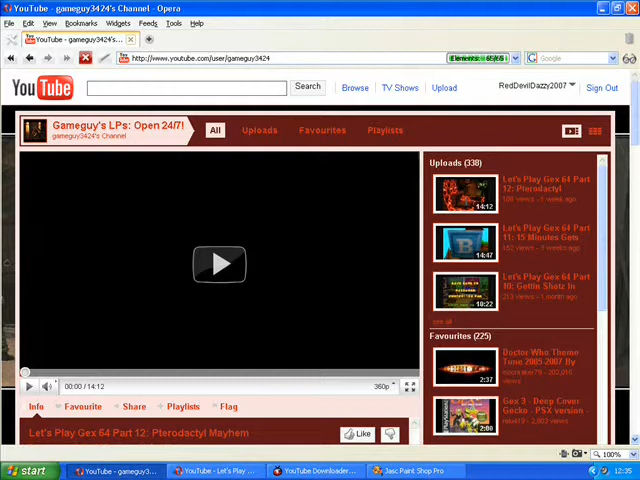 YouTube - gameguy3424's Channel - Opera
File Edit View Bookmarks Widgets Feeds Tools Help
YouTube - gameguy3424's...
http://www.youtube.com/user/gameguy3424
Elements: 65/65
Google
YouTube
Search
Browse TV Shows Upload
RedDevilDazzy2007
Sign Out
Gameguy's LPs: Open 24/7!
gameguy3424's Channel
All Uploads Favourites Playlists
Uploads (338)
Let's Play Gex 64 Part
12: Pterodactyl
14:12
Let's Play Gex 64 Part
11: 15 Minutes Gets
14:47
Let's Play Gex 64 Part
10: Gettin Shotz In
1 month ago
10:22
see all
Favourites (225)
Doctor Who Theme
Tune 2005-2007 By
2:37
Gex 3 - Deep Cover
Gecko - PSX version -
2:00
00:00 / 14:12
360p
Info Favourite Share Playlists Flag
Let's Play Gex 64 Part 12: Pterodactyl Mayhem
Like
100%
start
YouTube - gameguy3...
YouTube - Let's Play ...
YouTube Downloader...
Jasc Paint Shop Pro
12:35